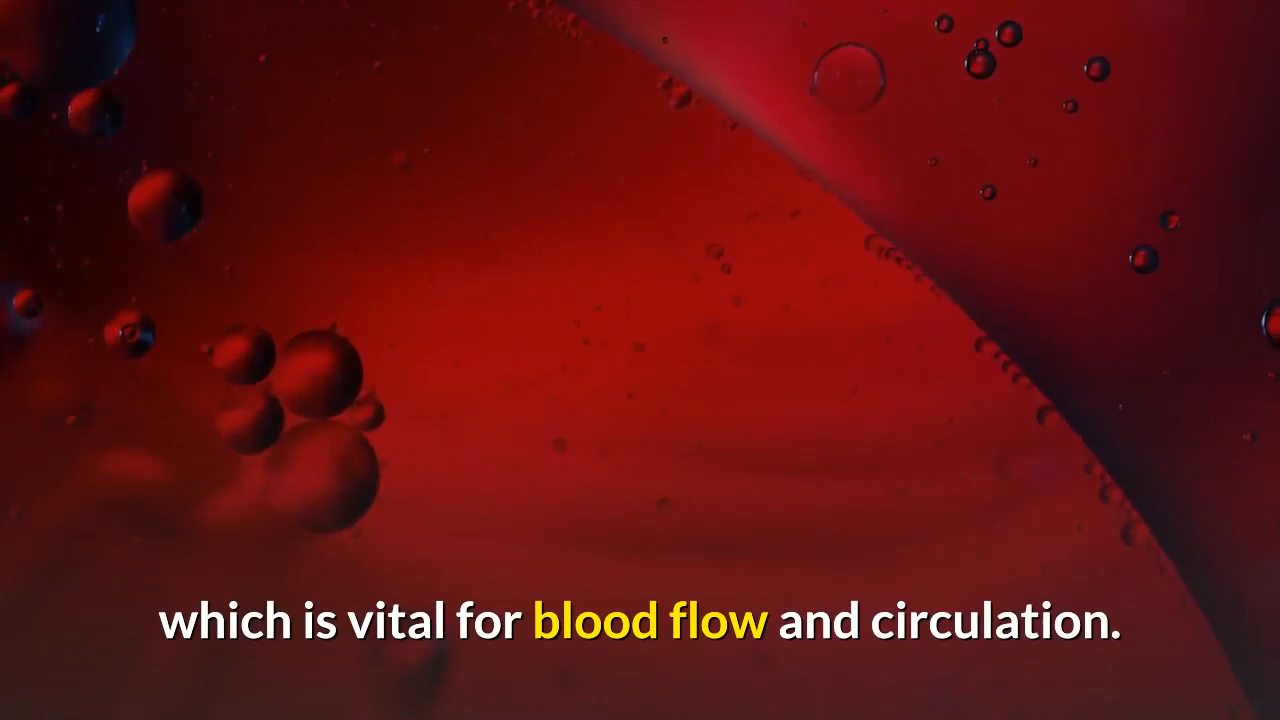 which is vital for blood flow and circulation.